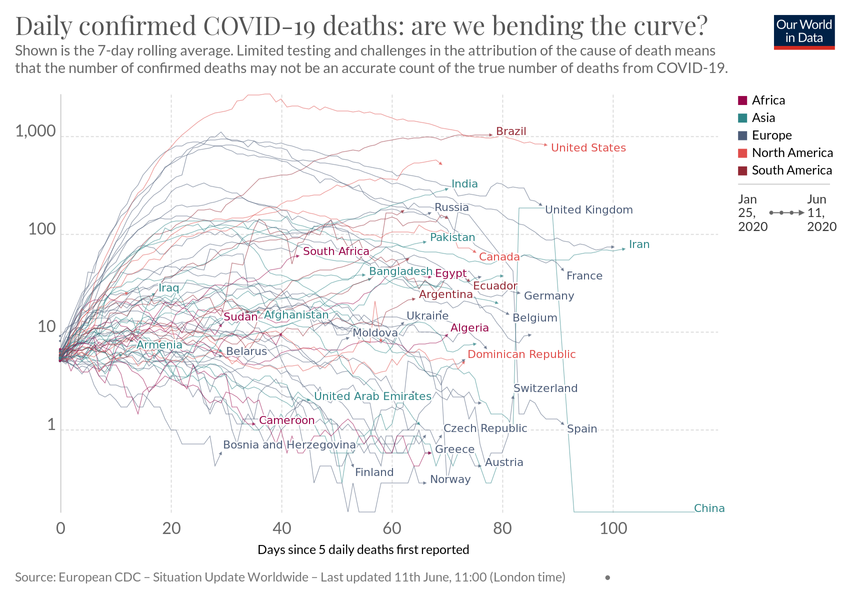 Daily confirmed COVID-19 deaths: are we bending the curve?
Our World
in Data
Shown is the 7-day rolling average. Limited testing and challenges in the attribution of the cause of death means
that the number of confirmed deaths may not be an accurate count of the true number of deaths from COVID-19.
Africa
Asia
Europe
North America
South America
Jan
25,
2020
Jun
11,
2020
1,000
100
10
1
Brazil
United States
India
Russia
United Kingdom
Pakistan
Iran
South Africa
Canada
Bangladesh
Egypt
France
Iraq
Ecuador
Argentina
Germany
Sudan
Afghanistan
Ukraine
Belgium
Moldova
Algeria
Armenia
Belarus
Dominican Republic
United Arab Emirates
Switzerland
Cameroon
Czech Republic
Spain
Bosnia and Herzegovina
Greece
Finland
Austria
Norway
China
0
20
40
60
80
100
Days since 5 daily deaths first reported
Source: European CDC – Situation Update Worldwide – Last updated 11th June, 11:00 (London time)